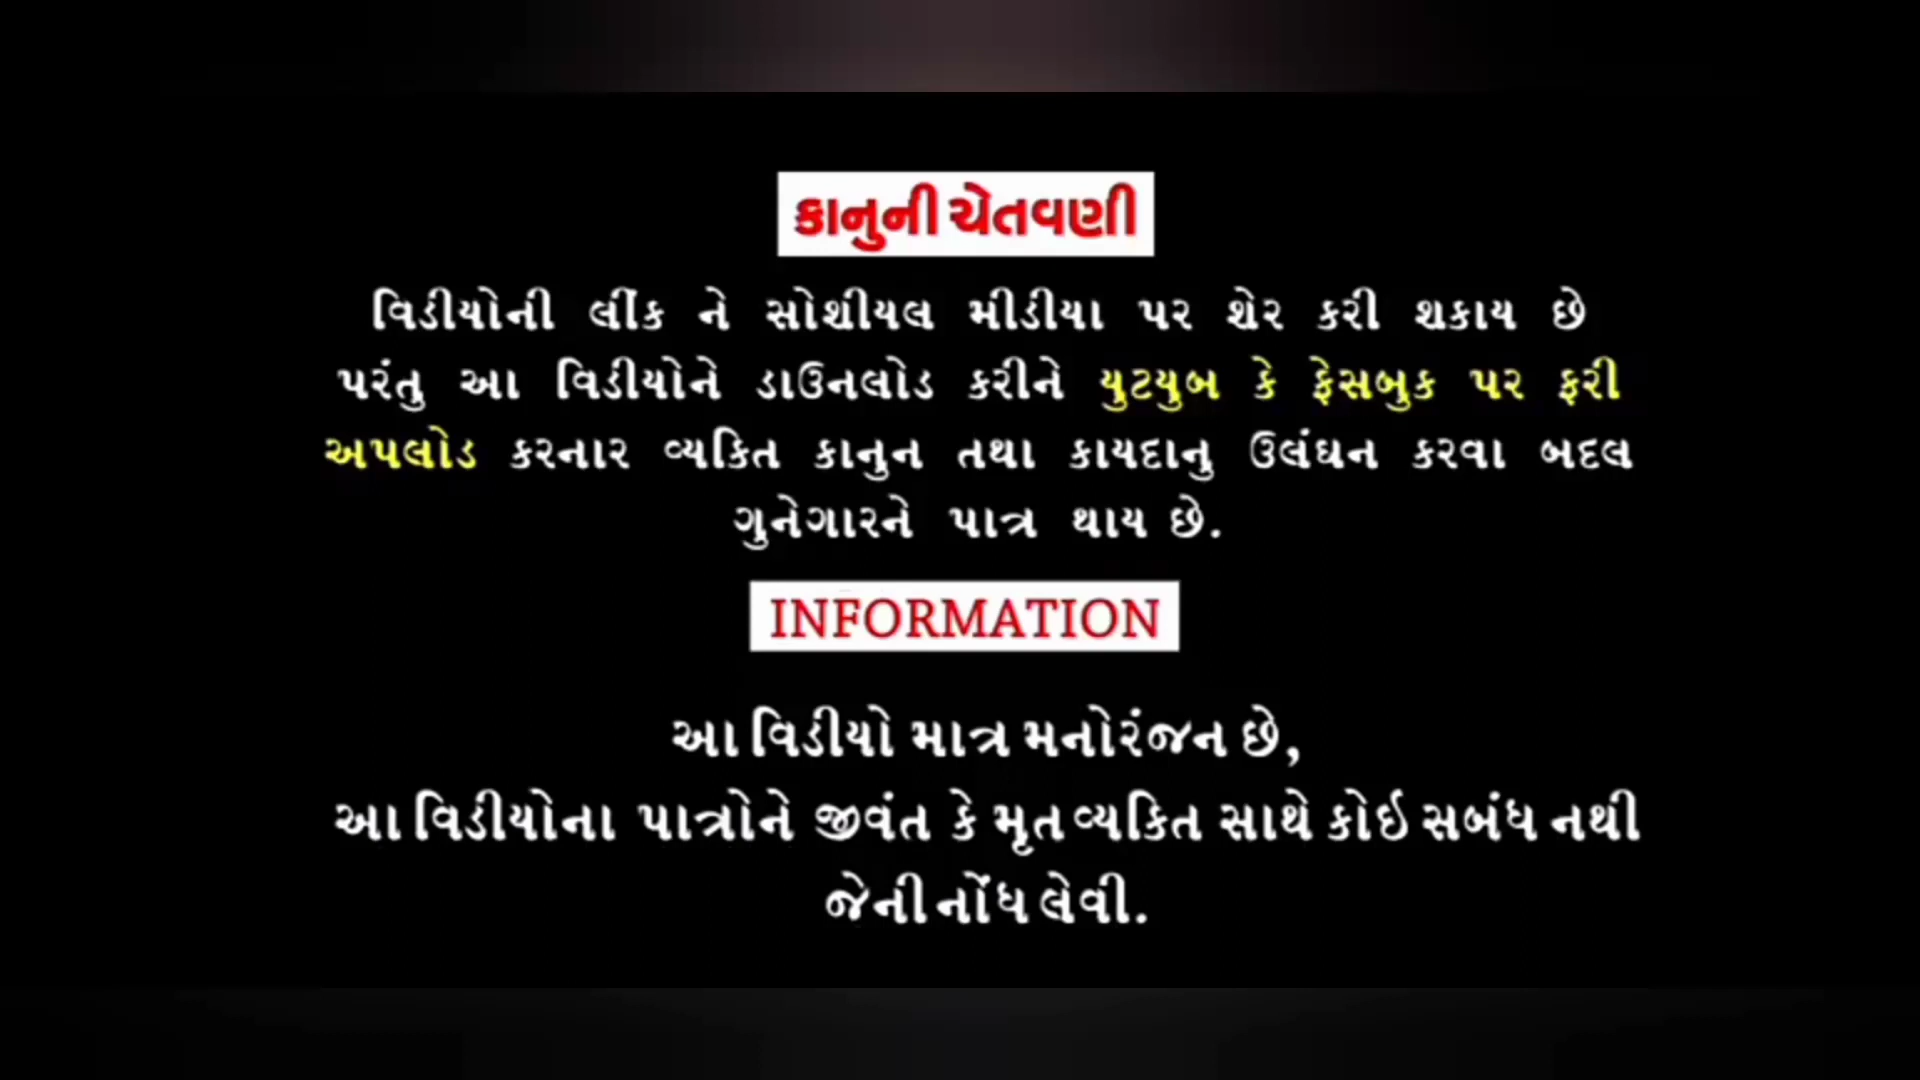 કાનુની ચેતવણી
વિડીયોની લીંક ને સોશીયલ મીડીયા પર શેર કરી શકાય છે
પરંતુ આ વિડીયોને ડાઉનલોડ કરીને યુટયુબ કે ફેસબુક પર ફરી
અપલોડ કરનાર વ્યકિત કાનુન તથા કાયદાનુ ઉલંઘન કરવા બદલ
ગુનેગારને પાત્ર થાય છે.
INFORMATION
આ વિડીયો માત્ર મનોરંજન છે,
આ વિડીયોના પાત્રોને જીવંત કે મૃત વ્યકિત સાથે કોઇ સબંધ નથી
જેની નોંધ લેવી.